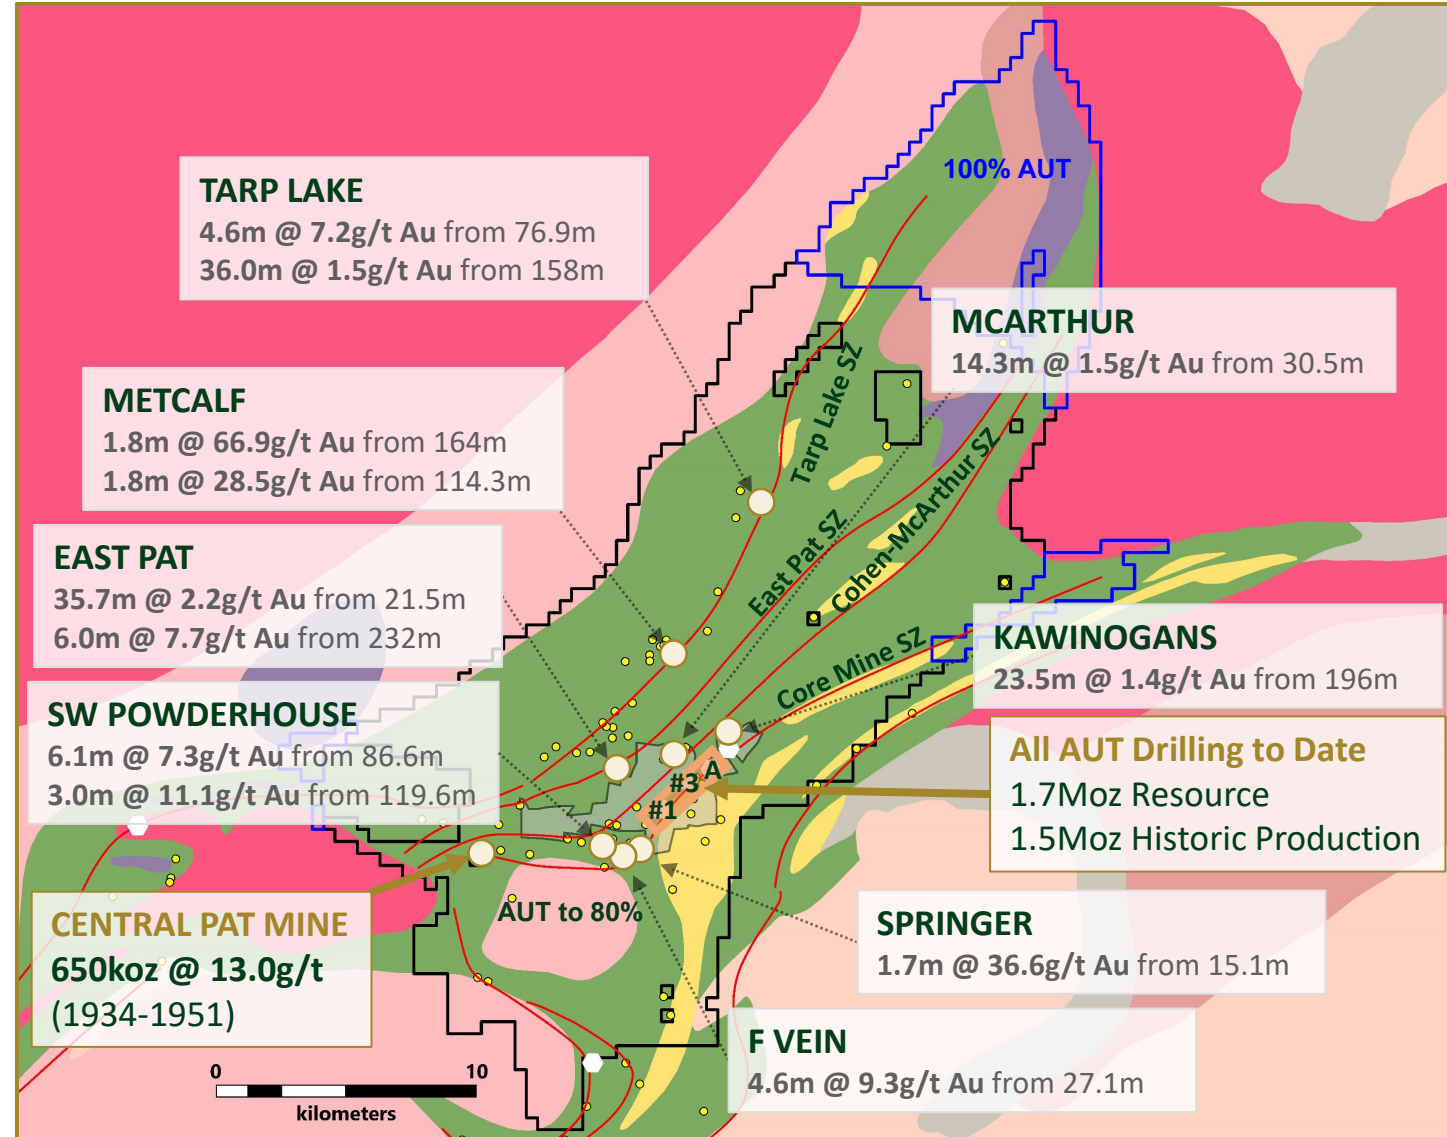 100% AUT
TARP LAKE
4.6m @ 7.2g/t Au from 76.9m
36.0m @ 1.5g/t Au from 158m
MCARTHUR
14.3m @ 1.5g/t Au from 30.5m
METCALF
1.8m @ 66.9g/t Au from 164m
1.8m @ 28.5g/t Au from 114.3m
Tarp Lake SZ
East Pat SZ
Cohen-McArthur SZ
Core Mine SZ
EAST PAT
35.7m @ 2.2g/t Au from 21.5m
6.0m @ 7.7g/t Au from 232m
KAWINOGANS
23.5m @ 1.4g/t Au from 196m
SW POWDERHOUSE
6.1m @ 7.3g/t Au from 86.6m
3.0m @ 11.1g/t Au from 119.6m
A
#3
#1
All AUT Drilling to Date
1.7Moz Resource
1.5Moz Historic Production
CENTRAL PAT MINE
650koz @ 13.0g/t
(1934-1951)
AUT to 80%
SPRINGER
1.7m @ 36.6g/t Au from 15.1m
F VEIN
4.6m @ 9.3g/t Au from 27.1m
0 10
kilometers